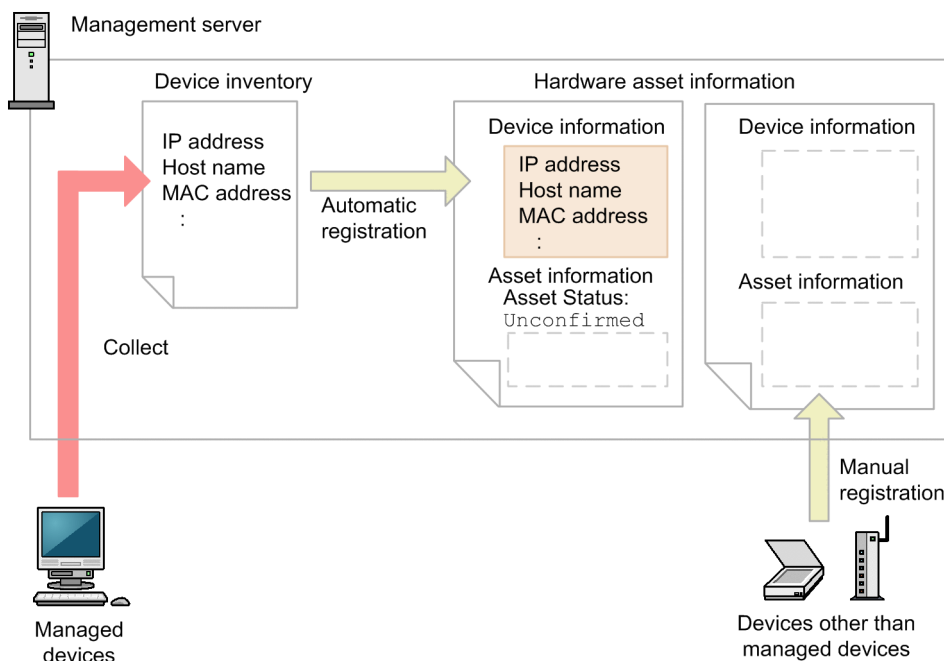 Management server
Device inventory
IP address
Host name
MAC address
:
Collect
Automatic
registration
Hardware asset information
Device information
IP address
Host name
MAC address
:
Asset information
Asset Status:
Unconfirmed
Device information
Asset information
Manual
registration
Managed
devices
Devices other than
managed devices